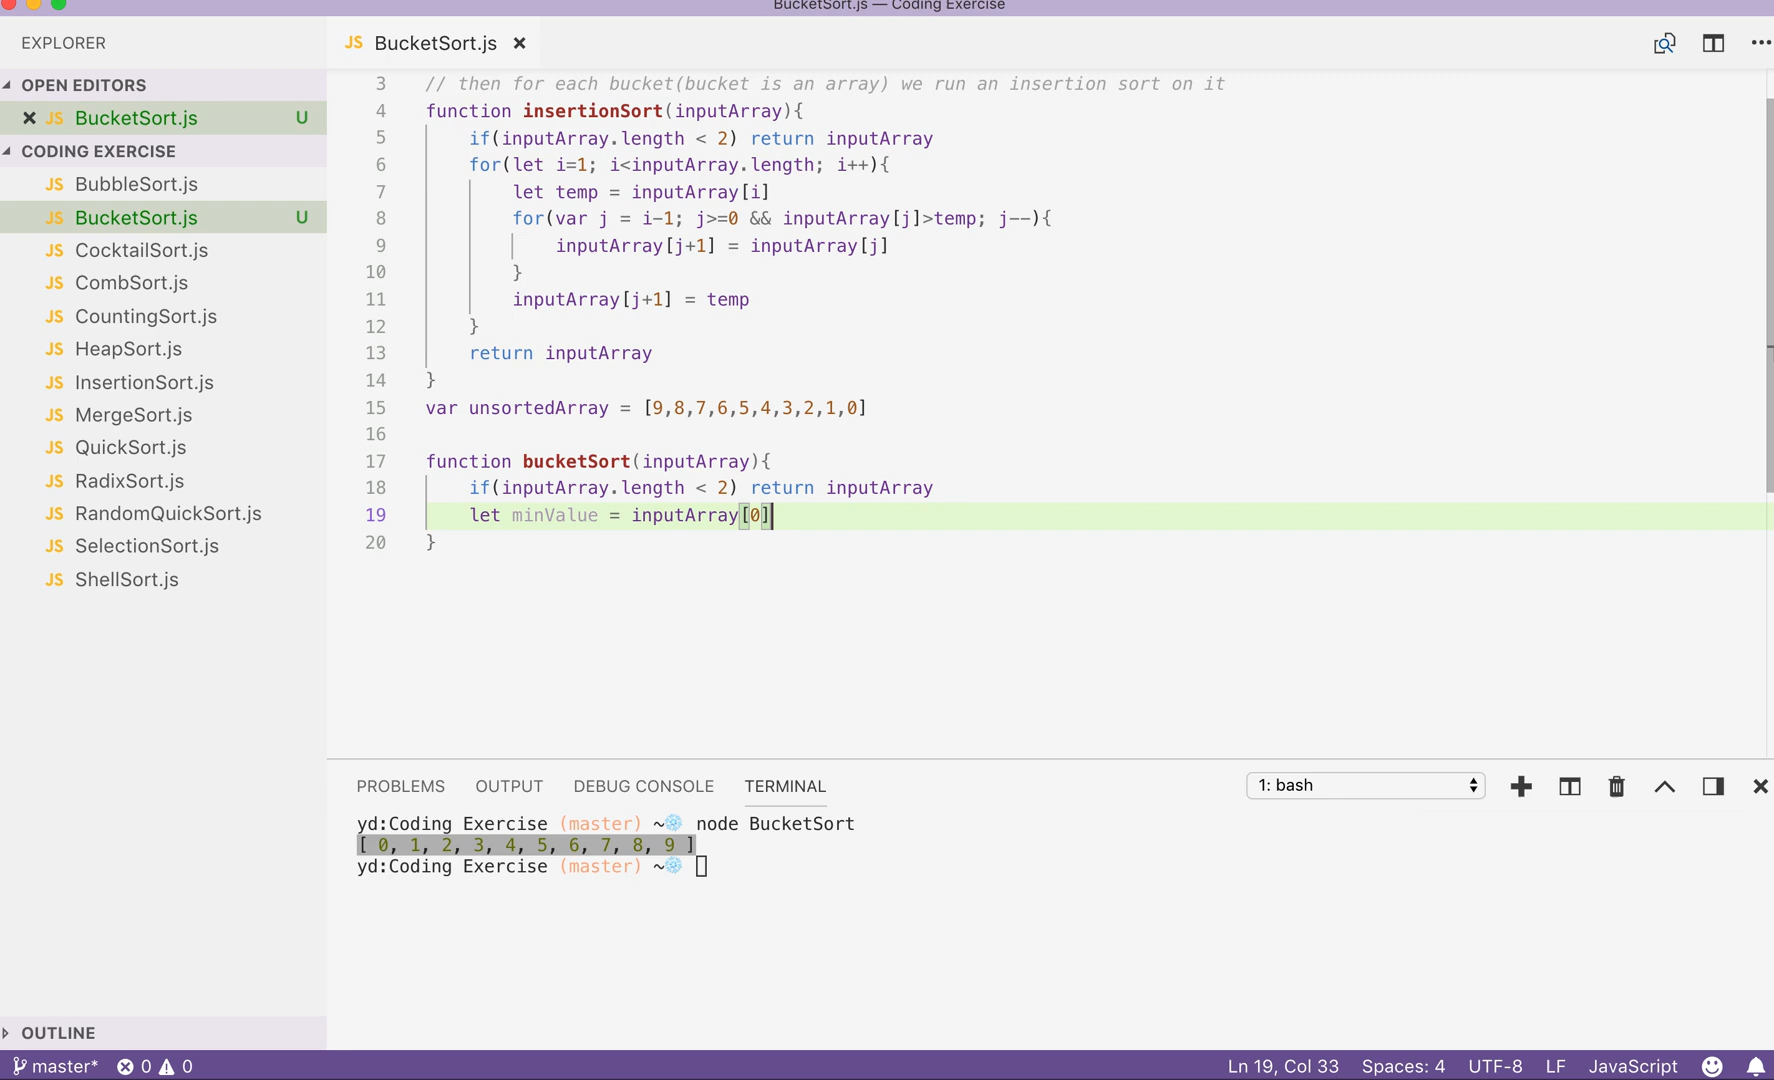 BucketSort.js — Coding Exercise
EXPLORER
JS BucketSort.js
OPEN EDITORS
JS BucketSort.js U
CODING EXERCISE
JS BubbleSort.js
JS BucketSort.js U
JS CocktailSort.js
JS CombSort.js
JS CountingSort.js
JS HeapSort.js
JS InsertionSort.js
JS MergeSort.js
JS QuickSort.js
JS RadixSort.js
JS RandomQuickSort.js
JS SelectionSort.js
JS ShellSort.js
OUTLINE
3 // then for each bucket(bucket is an array) we run an insertion sort on it
4 function insertionSort(inputArray){
5 if(inputArray.length < 2) return inputArray
6 for(let i=1; i<inputArray.length; i++){
7 let temp = inputArray[i]
8 for(var j = i-1; j>=0 && inputArray[j]>temp; j--){
9 inputArray[j+1] = inputArray[j]
10 }
11 inputArray[j+1] = temp
12 }
13 return inputArray
14 }
15 var unsortedArray = [9,8,7,6,5,4,3,2,1,0]
16
17 function bucketSort(inputArray){
18 if(inputArray.length < 2) return inputArray
19 let minValue = inputArray[0]
20 }
PROBLEMS OUTPUT DEBUG CONSOLE TERMINAL 1: bash
yd:Coding Exercise (master) ~ node BucketSort
[ 0, 1, 2, 3, 4, 5, 6, 7, 8, 9 ]
yd:Coding Exercise (master) ~
master* 0 0 Ln 19, Col 33 Spaces: 4 UTF-8 LF JavaScript